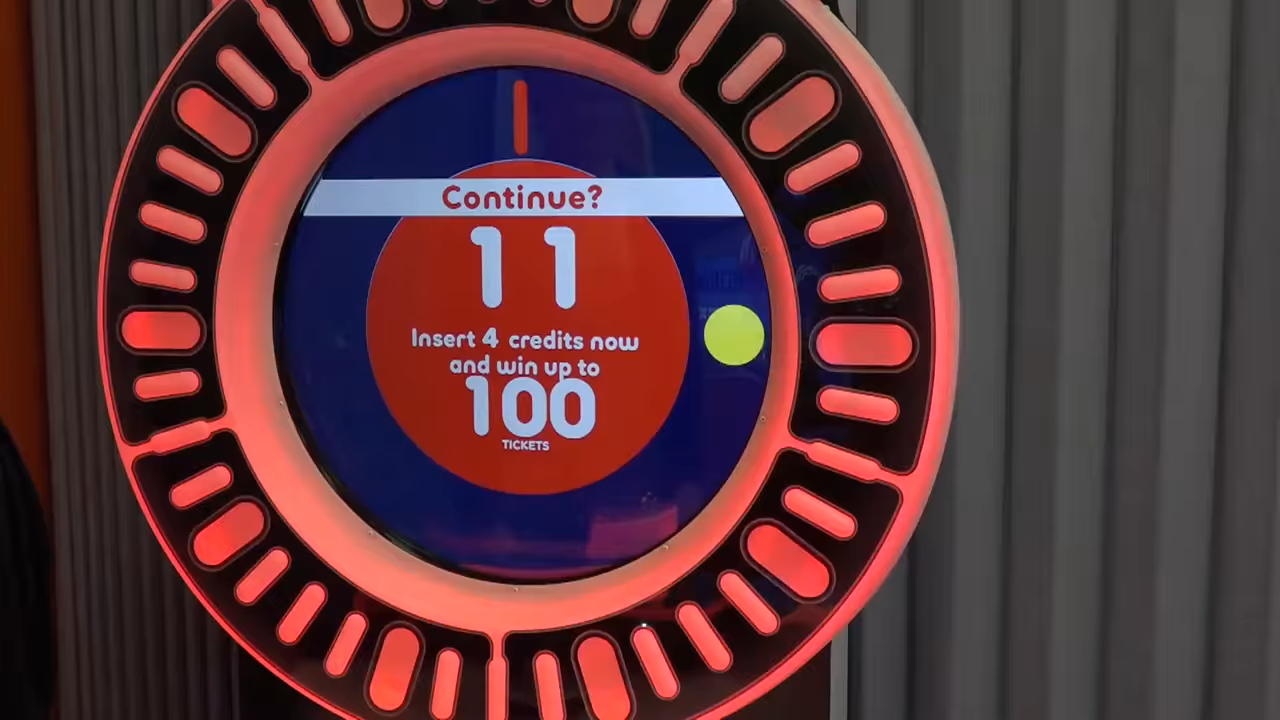 Continue?
11
Insert 4 credits now
and win up to
100
TICKETS